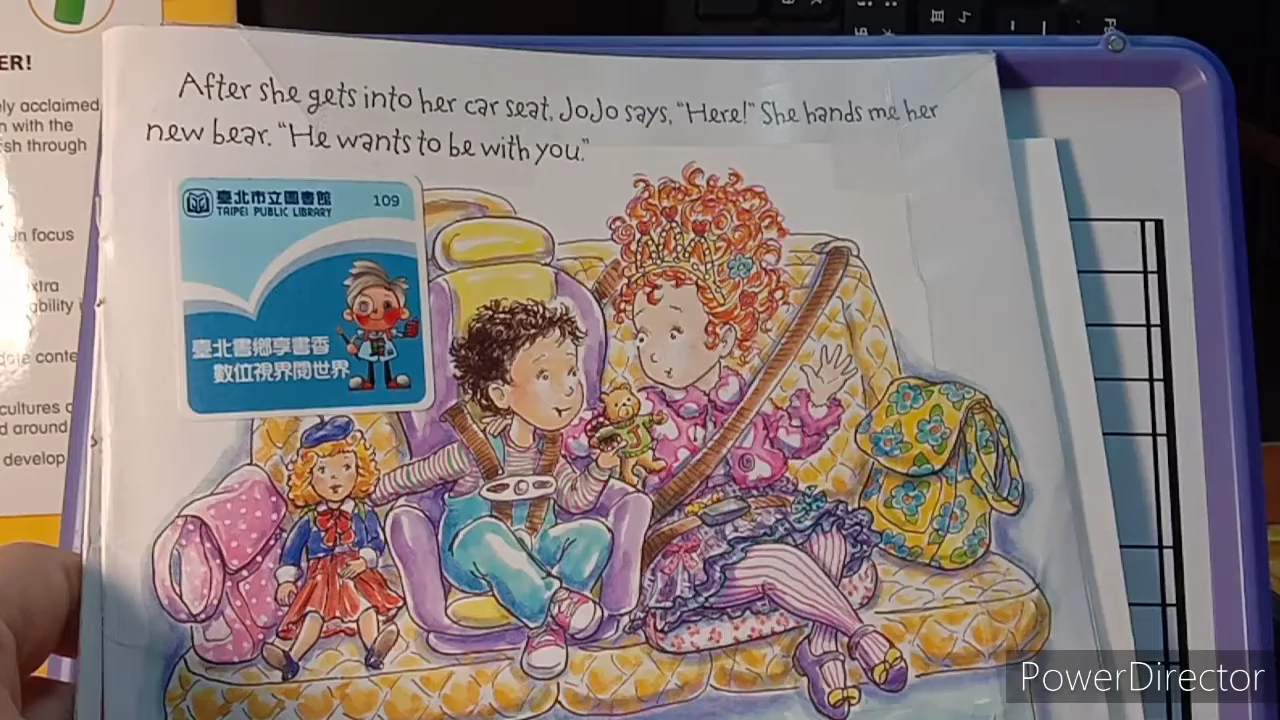 After she gets into her car seat, JoJo says, "Here!" She hands me her
new bear. "He wants to be with you."
臺北市立圖書館
TAIPEI PUBLIC LIBRARY
109
臺北書鄉享書香
數位視界閱世界
ER!
ely acclaimed
n with the
sh through
focus
xtra
ability
date conte
cultures
d around
develop
PowerDirector